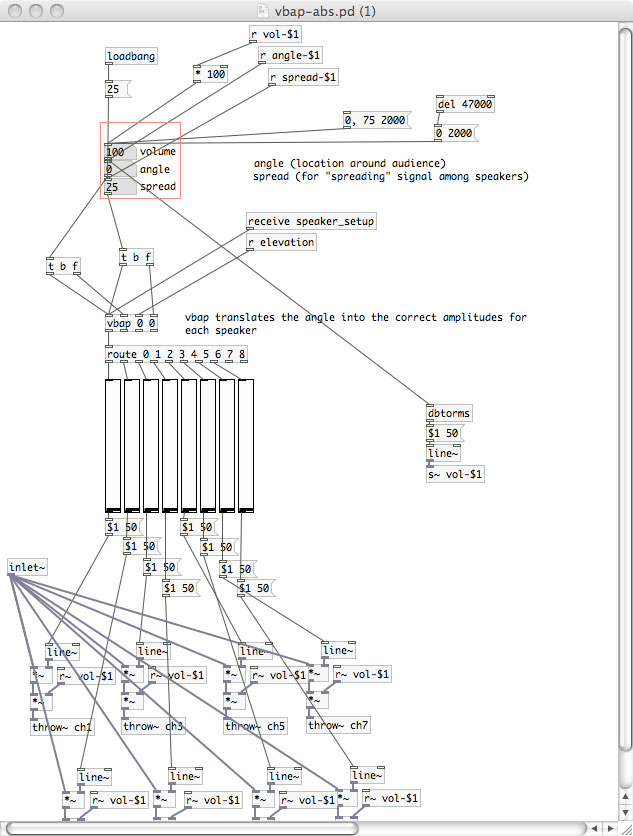 vbap-abs.pd (1)
r vol-$1
loadbang
r angle-$1
* 100
r spread-$1
25
del 47000
0, 75 2000
0 2000
100 volume
0 angle
25 spread
angle (location around audience)
spread (for "spreading" signal among speakers)
receive speaker_setup
r elevation
t b f
t b f
vbap 0 0
vbap translates the angle into the correct amplitudes for
each speaker
route 0 1 2 3 4 5 6 7 8
dbtorms
$1 50
line~
s~ vol-$1
$1 50
$1 50
$1 50
$1 50
$1 50
$1 50
$1 50
$1 50
inlet~
line~
line~
line~
line~
*~
r~ vol-$1
*~
r~ vol-$1
*~
r~ vol-$1
*~
r~ vol-$1
*~
*~
*~
*~
throw~ ch1
throw~ ch3
throw~ ch5
throw~ ch7
line~
line~
line~
line~
*~
r~ vol-$1
*~
r~ vol-$1
*~
r~ vol-$1
*~
r~ vol-$1